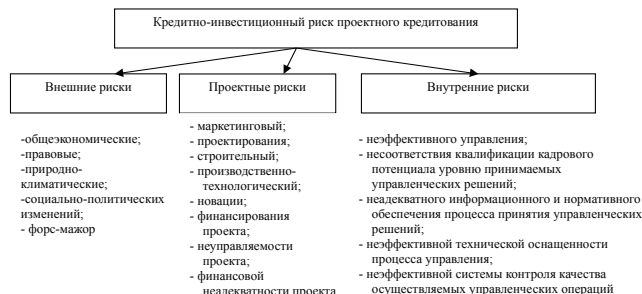 Кредитно-инвестиционный риск проектного кредитования
Внешние риски
-общеэкономические;
-правовые;
-природно-
климатические;
-социально-политических
изменений;
- форс-мажор
Проектные риски
- маркетинговый;
- проектирования;
- строительный;
- производственно-
технологический;
- новации;
- финансирования
проекта;
- неуправляемости
проекта;
- финансовой
неадекватности проекта
Внутренние риски
- неэффективного управления;
- несоответствия квалификации кадрового
потенциала уровню принимаемых
управленческих решений;
- неадекватного информационного и нормативного
обеспечения процесса принятия управленческих
решений;
- неэффективной технической оснащенности
процесса управления;
- неэффективной системы контроля качества
осуществляемых управленческих операций